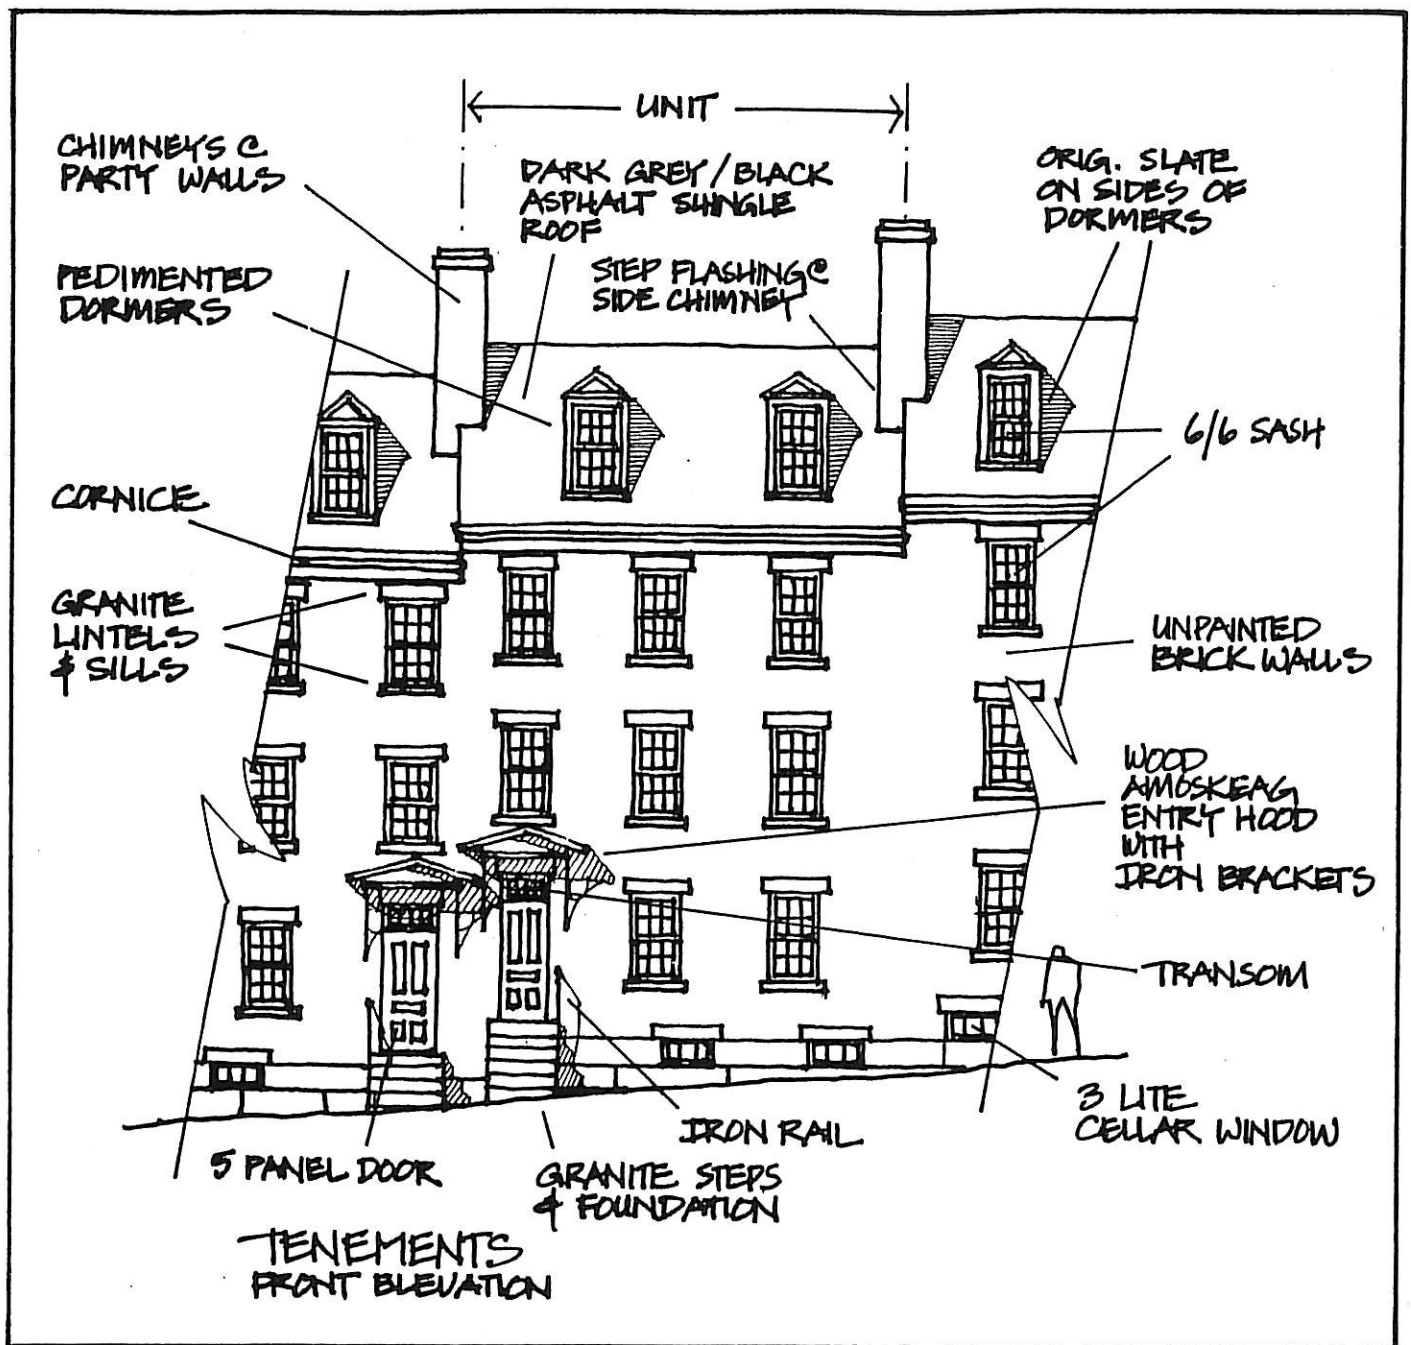 UNIT
CHIMNEYS @
PARTY WALLS
DARK GREY / BLACK
ASPHALT SHINGLE
ROOF
ORIG. SLATE
ON SIDES OF
DORMERS
PEDIMENTED
DORMERS
STEP FLASHING @
SIDE CHIMNEY
6/6 SASH
CORNICE
GRANITE
LINTELS
& SILLS
UNPAINTED
BRICK WALLS
WOOD
AMOSKEAG
ENTRY HOOD
WITH
IRON BRACKETS
TRANSOM
3 LITE
CELLAR WINDOW
IRON RAIL
5 PANEL DOOR
GRANITE STEPS
& FOUNDATION
TENEMENTS
FRONT ELEVATION